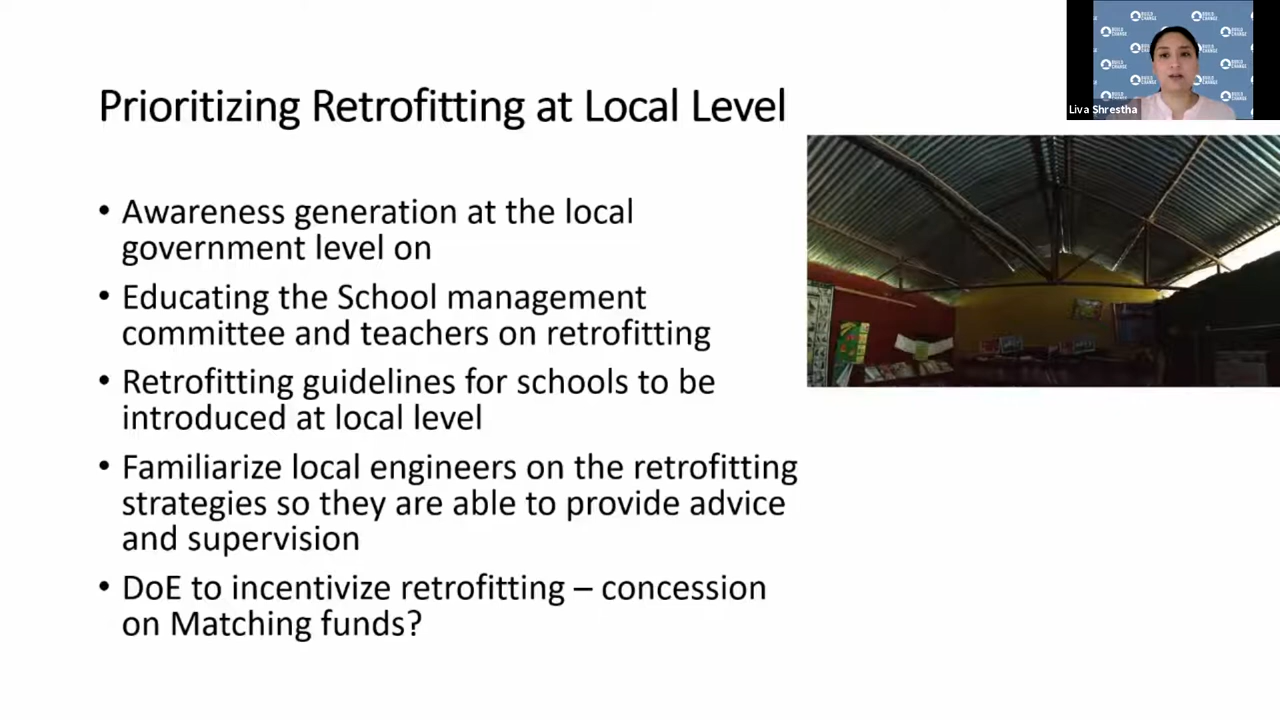 Prioritizing Retrofitting at Local Level
BUILD CHANGE
Liva Shrestha
• Awareness generation at the local
government level on
• Educating the School management
committee and teachers on retrofitting
• Retrofitting guidelines for schools to be
introduced at local level
• Familiarize local engineers on the retrofitting
strategies so they are able to provide advice
and supervision
• DoE to incentivize retrofitting – concession
on Matching funds?